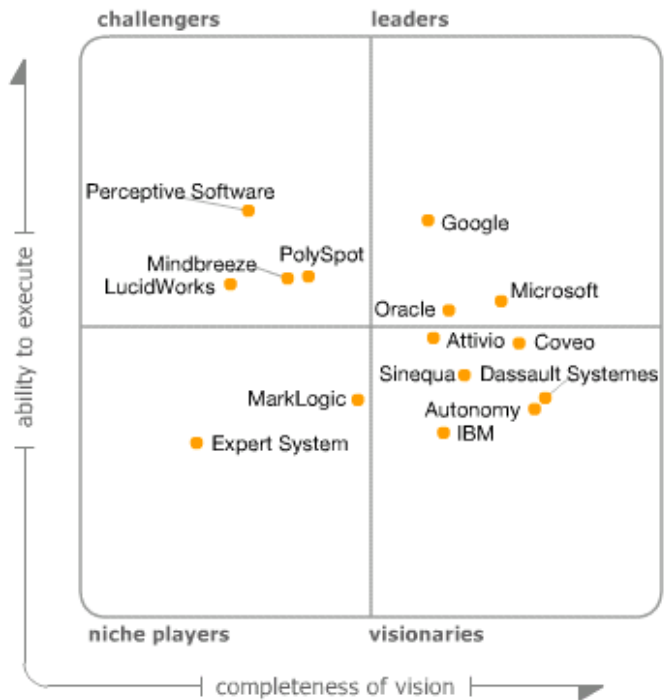 challengers
leaders
Perceptive Software
Google
PolySpot
Mindbreeze
LucidWorks
Microsoft
Oracle
Attivio
Coveo
Sinequa
Dassault Systemes
MarkLogic
Autonomy
Expert System
IBM
ability to execute
niche players
visionaries
completeness of vision